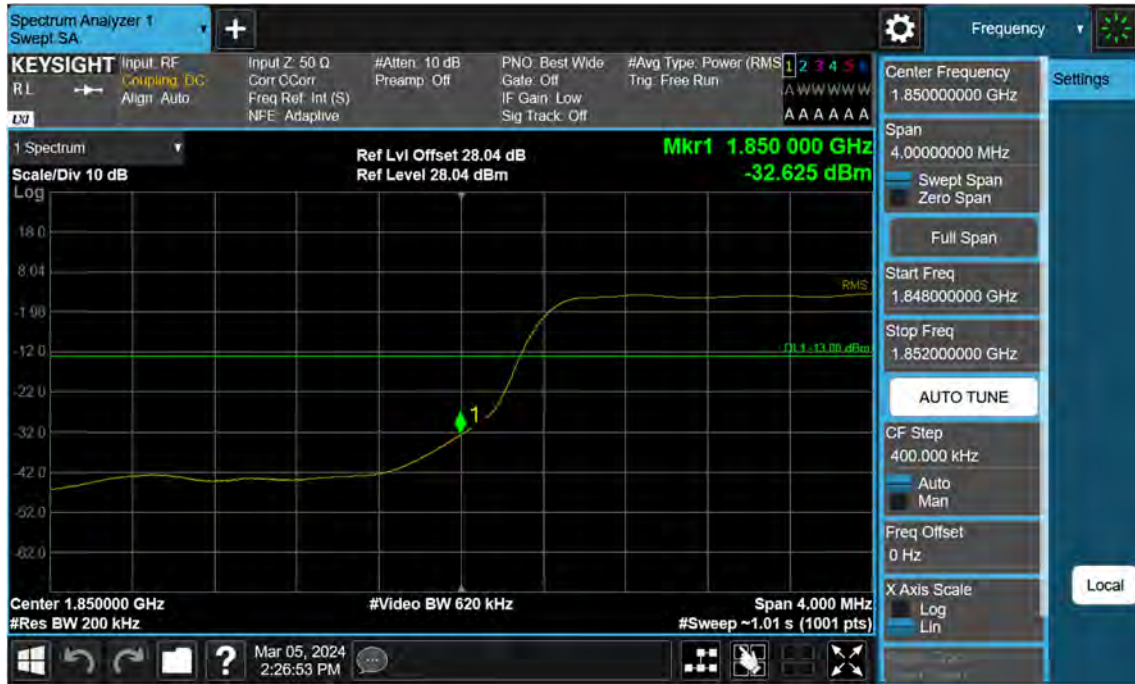 Spectrum Analyzer 1
Swept SA
Frequency
KEYSIGHT
RL
LXI
Input: RF
Coupling: DC
Align: Auto
Input Z: 50 Ω
Corr CCorr
Freq Ref: Int (S)
NFE: Adaptive
#Atten: 10 dB
Preamp: Off
PNO: Best Wide
Gate: Off
IF Gain: Low
Sig Track: Off
#Avg Type: Power (RMS
Trig: Free Run
1 2 3 4 5 6
A W W W W W
A A A A A A
1 Spectrum
Scale/Div 10 dB
Log
Ref Lvl Offset 28.04 dB
Ref Level 28.04 dBm
Mkr1 1.850 000 GHz
-32.625 dBm
18.0
8.04
-1.96
-12.0
-22.0
-32.0
-42.0
-52.0
-62.0
RMS
DL1 -13.00 dBm
1
Center 1.850000 GHz
#Res BW 200 kHz
#Video BW 620 kHz
Span 4.000 MHz
#Sweep ~1.01 s (1001 pts)
Center Frequency
1.850000000 GHz
Settings
Span
4.00000000 MHz
Swept Span
Zero Span
Full Span
Start Freq
1.848000000 GHz
Stop Freq
1.852000000 GHz
AUTO TUNE
CF Step
400.000 kHz
Auto
Man
Freq Offset
0 Hz
X Axis Scale
Log
Lin
Local
?
Mar 05, 2024
2:26:53 PM